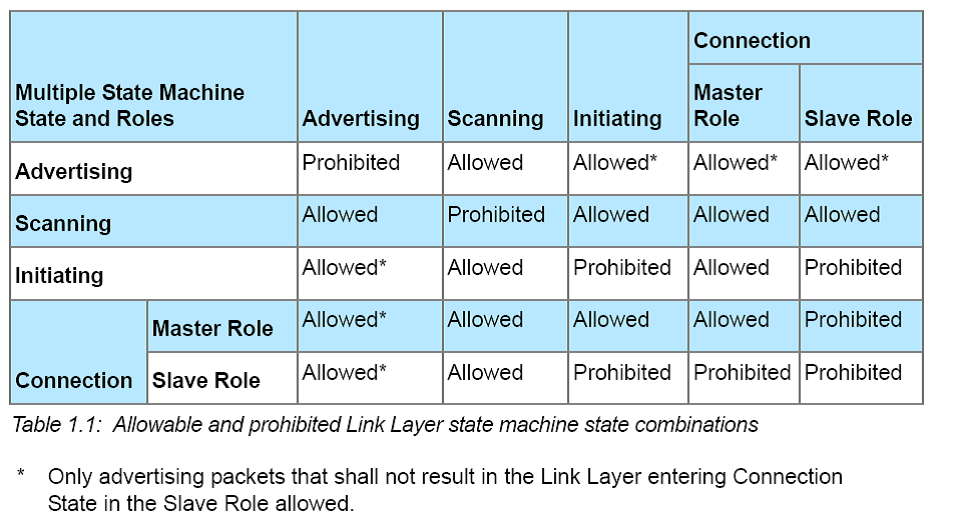 Connection
Multiple State Machine
State and Roles Advertising Scanning Initiating Master Role Slave Role
Advertising Prohibited Allowed Allowed* Allowed* Allowed*
Scanning Allowed Prohibited Allowed Allowed Allowed
Initiating Allowed* Allowed Prohibited Allowed Prohibited
Connection Master Role Allowed* Allowed Allowed Allowed Prohibited
Slave Role Allowed* Allowed Prohibited Prohibited Prohibited
Table 1.1: Allowable and prohibited Link Layer state machine state combinations
* Only advertising packets that shall not result in the Link Layer entering Connection
State in the Slave Role allowed.